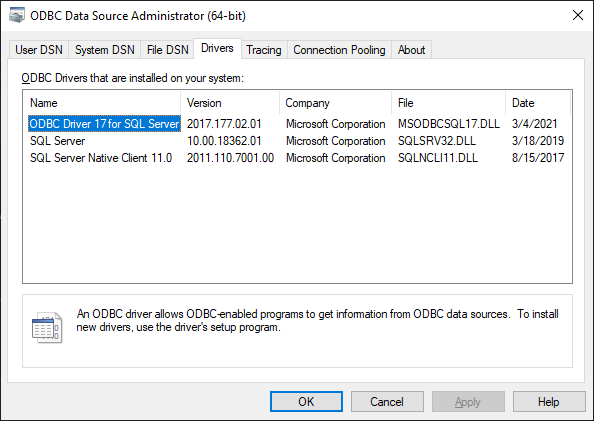 ODBC Data Source Administrator (64-bit)
User DSN System DSN File DSN Drivers Tracing Connection Pooling About
ODBC Drivers that are installed on your system:
Name Version Company File Date
ODBC Driver 17 for SQL Server 2017.177.02.01 Microsoft Corporation MSODBCSQL17.DLL 3/4/2021
SQL Server 10.00.18362.01 Microsoft Corporation SQLSRV32.DLL 3/18/2019
SQL Server Native Client 11.0 2011.110.7001.00 Microsoft Corporation SQLNCLI11.DLL 8/15/2017
An ODBC driver allows ODBC-enabled programs to get information from ODBC data sources. To install
new drivers, use the driver's setup program.
OK Cancel Apply Help